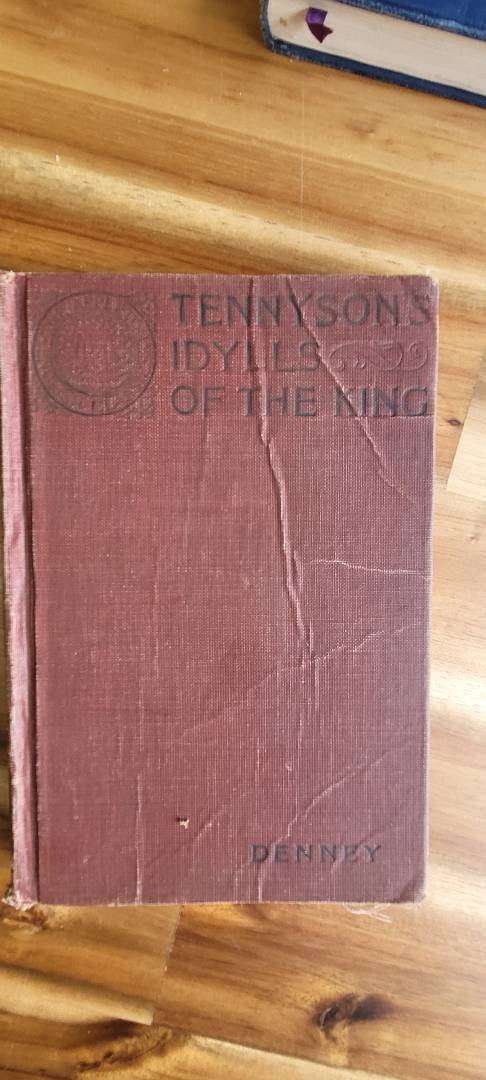 TENNYSON'S
IDYLLS
OF THE KING
DENNEY